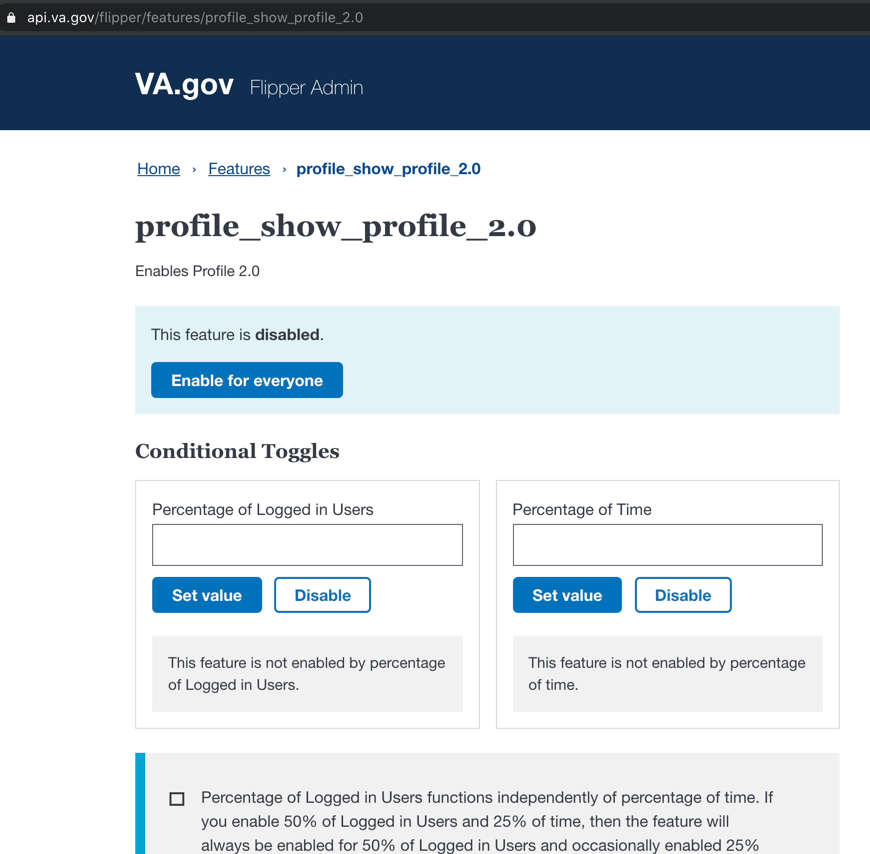 api.va.gov/flipper/features/profile_show_profile_2.0
VA.gov Flipper Admin
Home › Features › profile_show_profile_2.0
profile_show_profile_2.0
Enables Profile 2.0
This feature is disabled.
Enable for everyone
Conditional Toggles
Percentage of Logged in Users
Set value Disable
This feature is not enabled by percentage
of Logged in Users.
Percentage of Time
Set value Disable
This feature is not enabled by percentage
of time.
Percentage of Logged in Users functions independently of percentage of time. If
you enable 50% of Logged in Users and 25% of time, then the feature will
always be enabled for 50% of Logged in Users and occasionally enabled 25%